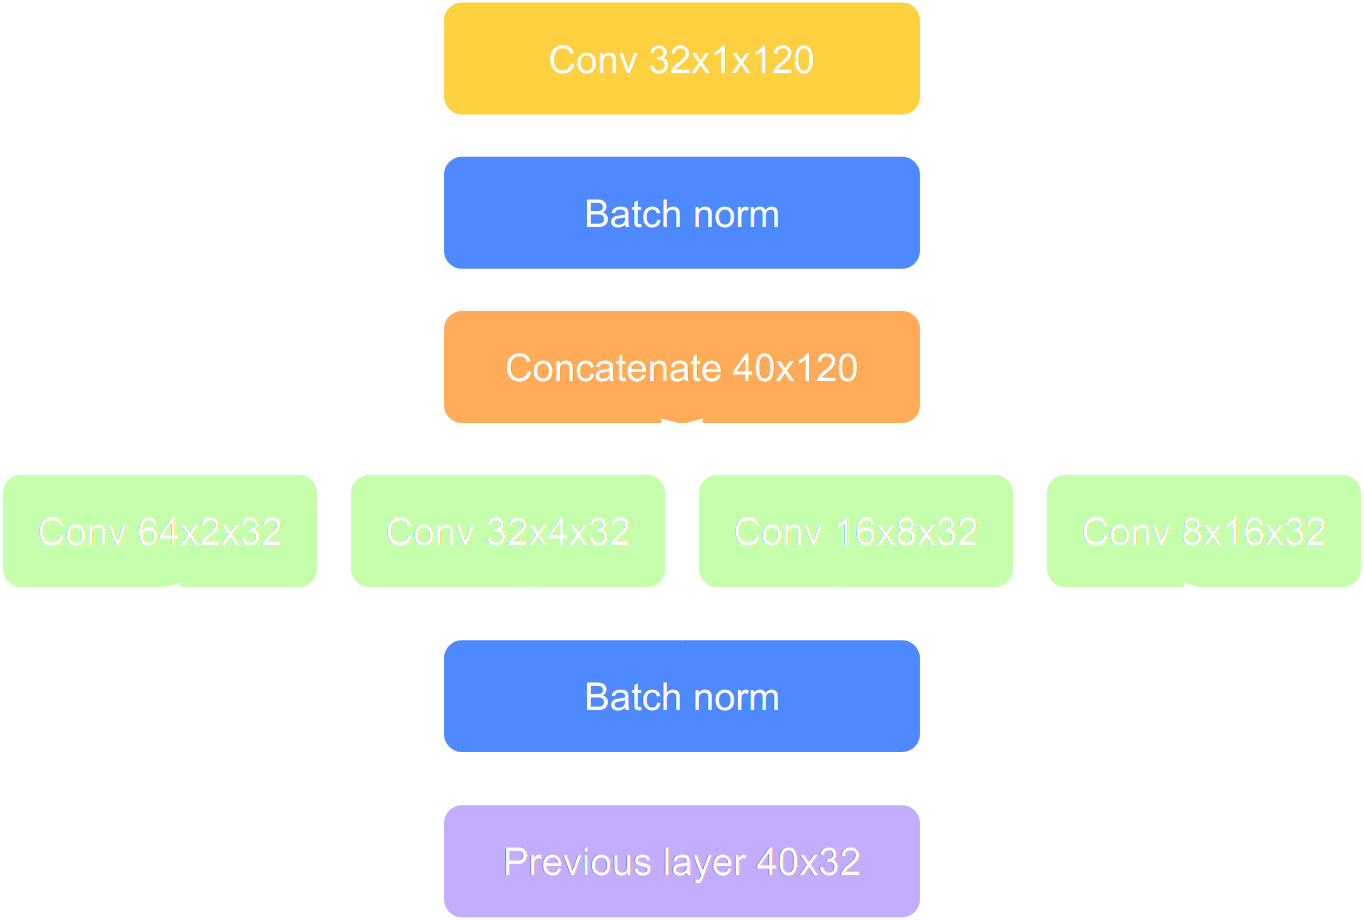 Conv 32x1x120
Batch norm
Concatenate 40x120
Conv 64x2x32
Conv 32x4x32
Conv 16x8x32
Conv 8x16x32
Batch norm
Previous layer 40x32